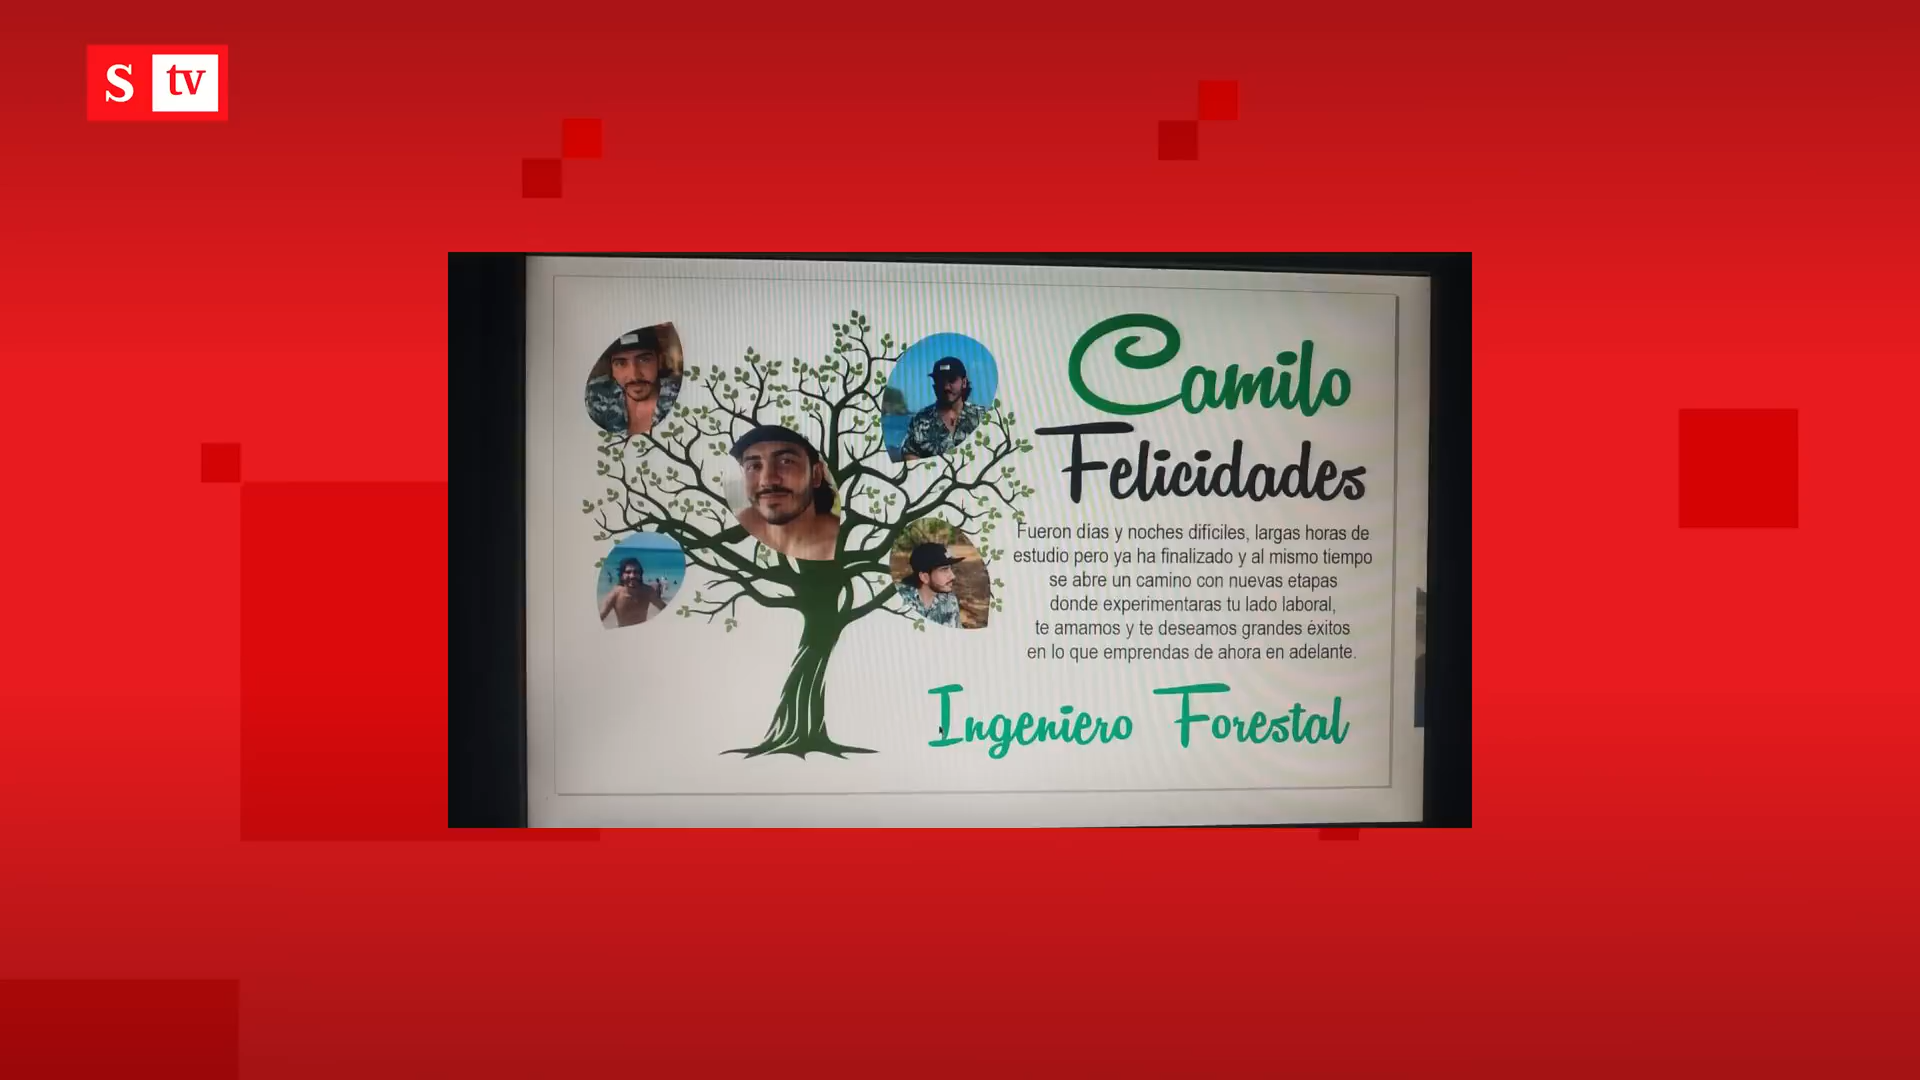 S tv
Camilo
Felicidades
Fueron días y noches difíciles, largas horas de
estudio pero ya ha finalizado y al mismo tiempo
se abre un camino con nuevas etapas
donde experimentaras tu lado laboral,
te amamos y te deseamos grandes éxitos
en lo que emprendas de ahora en adelante.
Ingeniero Forestal